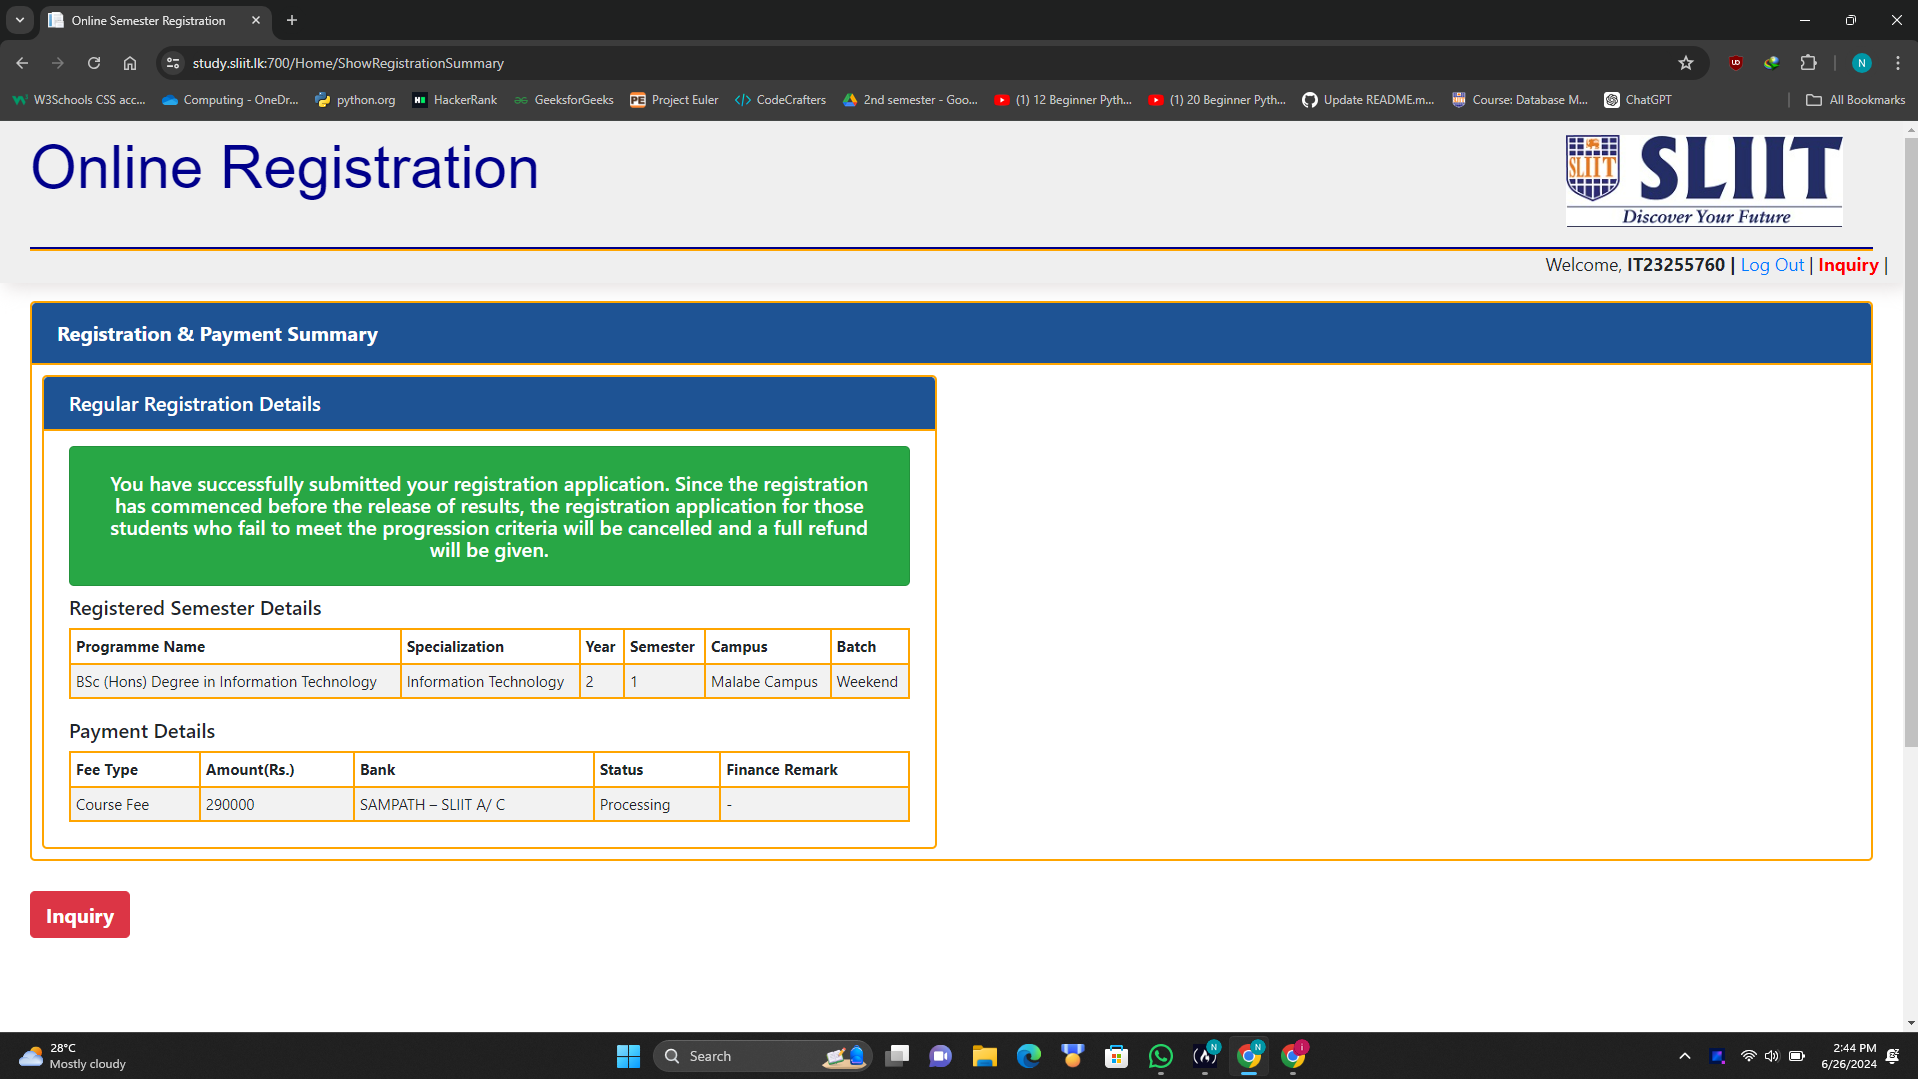 Online Semester Registration
study.sliit.lk:700/Home/ShowRegistrationSummary
UD
N
W3Schools CSS acc...
Computing - OneDr...
python.org
HackerRank
GeeksforGeeks
PE
Project Euler
CodeCrafters
2nd semester - Goo...
(1) 12 Beginner Pyth...
(1) 20 Beginner Pyth...
Update README.m...
Course: Database M...
ChatGPT
All Bookmarks
Online Registration
SLIIT
SLIIT
Discover Your Future
Welcome, IT23255760 | Log Out | Inquiry |
Registration & Payment Summary
Regular Registration Details
You have successfully submitted your registration application. Since the registration
has commenced before the release of results, the registration application for those
students who fail to meet the progression criteria will be cancelled and a full refund
will be given.
Registered Semester Details
Programme Name Specialization Year Semester Campus Batch
BSc (Hons) Degree in Information Technology Information Technology 2 1 Malabe Campus Weekend
Payment Details
Fee Type Amount(Rs.) Bank Status Finance Remark
Course Fee 290000 SAMPATH – SLIIT A/ C Processing -
Inquiry
28°C
Mostly cloudy
Search
N
N
i
2:44 PM
6/26/2024